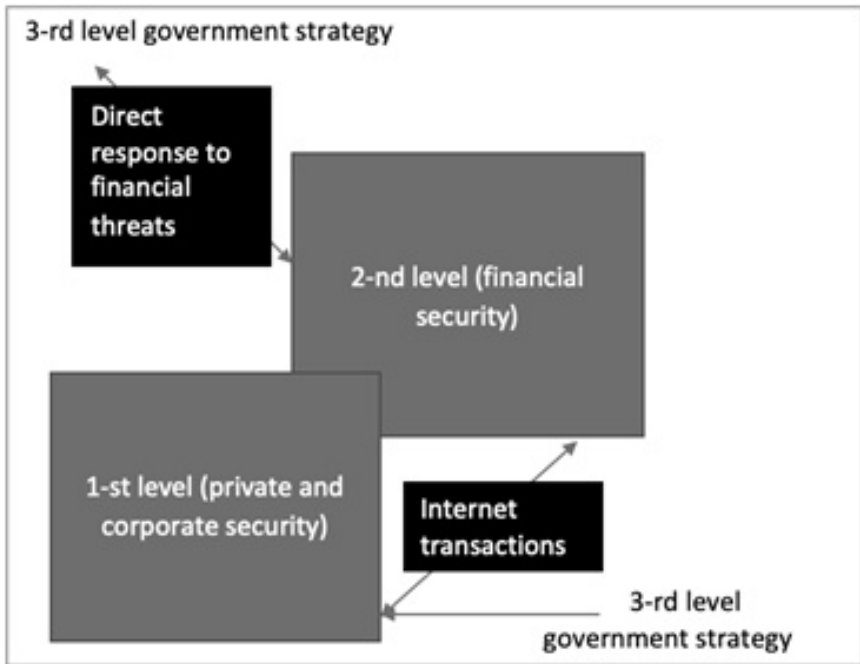 3-rd level government strategy
Direct
response to
financial
threats
2-nd level (financial
security)
1-st level (private and
corporate security)
Internet
transactions
3-rd level
government strategy